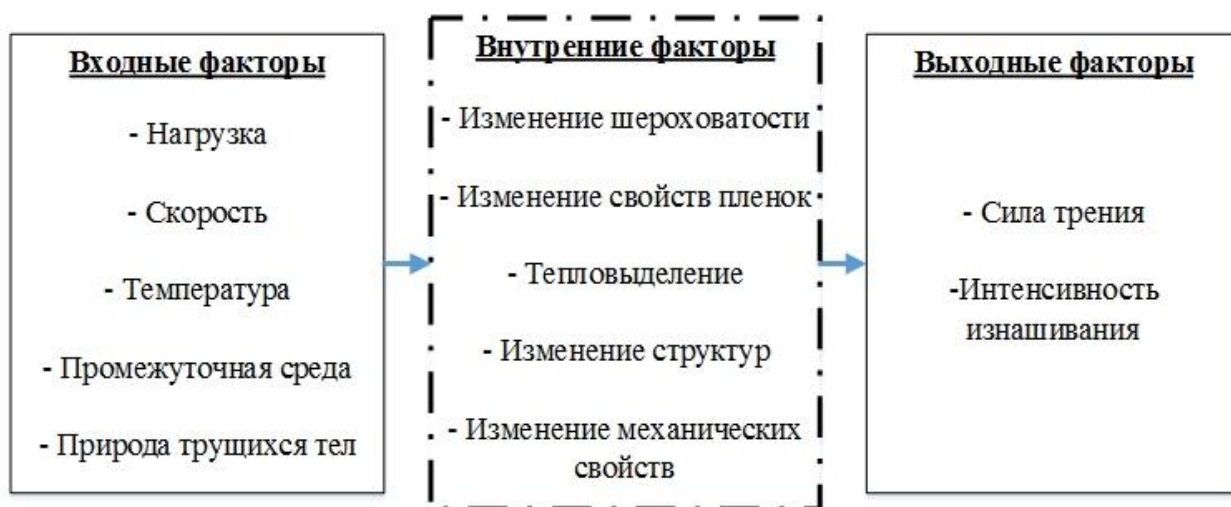 Входные факторы
- Нагрузка
- Скорость
- Температура
- Промежуточная среда
- Природа трущихся тел
Внутренние факторы
- Изменение шероховатости
- Изменение свойств пленок
- Тепловыделение
- Изменение структур
- Изменение механических
свойств
Выходные факторы
- Сила трения
-Интенсивность
изнашивания